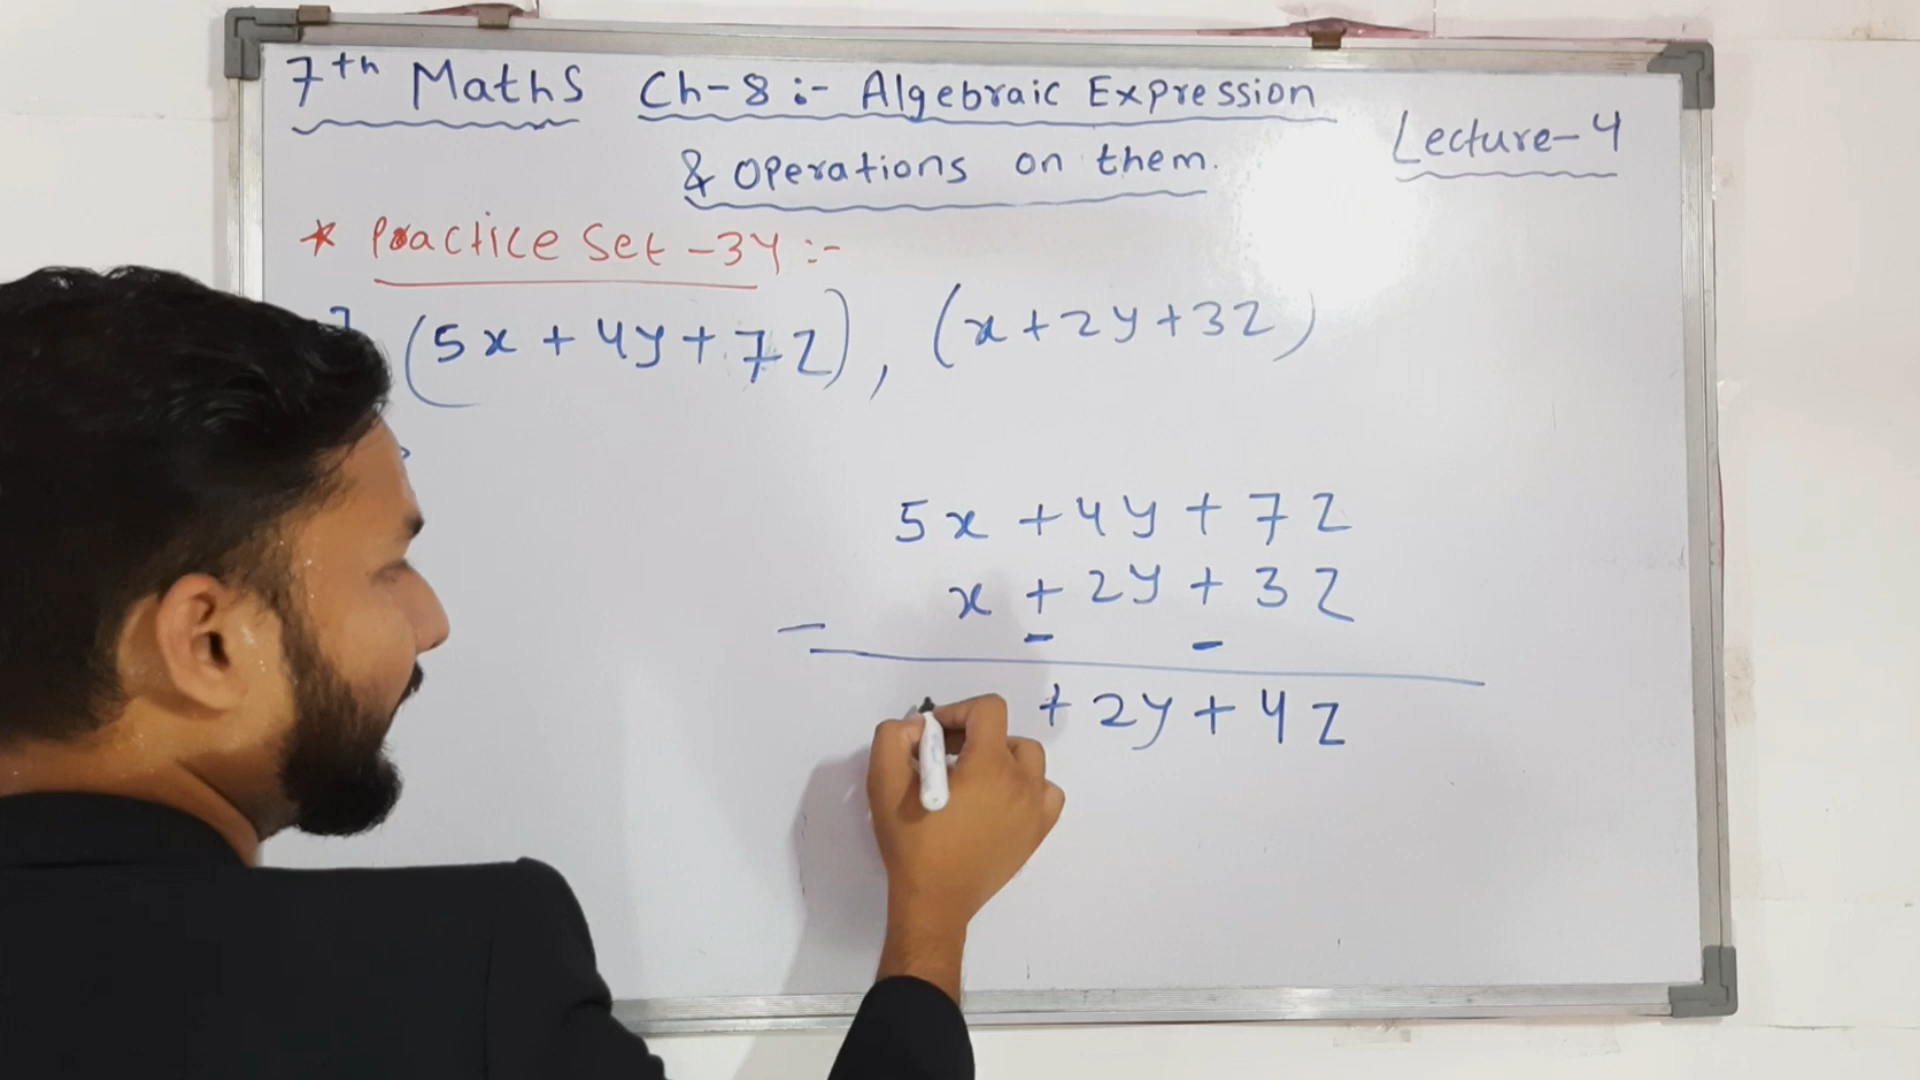 7th Maths Ch-8 :- Algebraic Expression
& Operations on them.
Lecture-4
* Practice Set -34 :-
(5x + 4y + 7z), (x + 2y + 3z)
5x + 4y + 7z
x + 2y + 3z
- - -
+ 2y + 4z